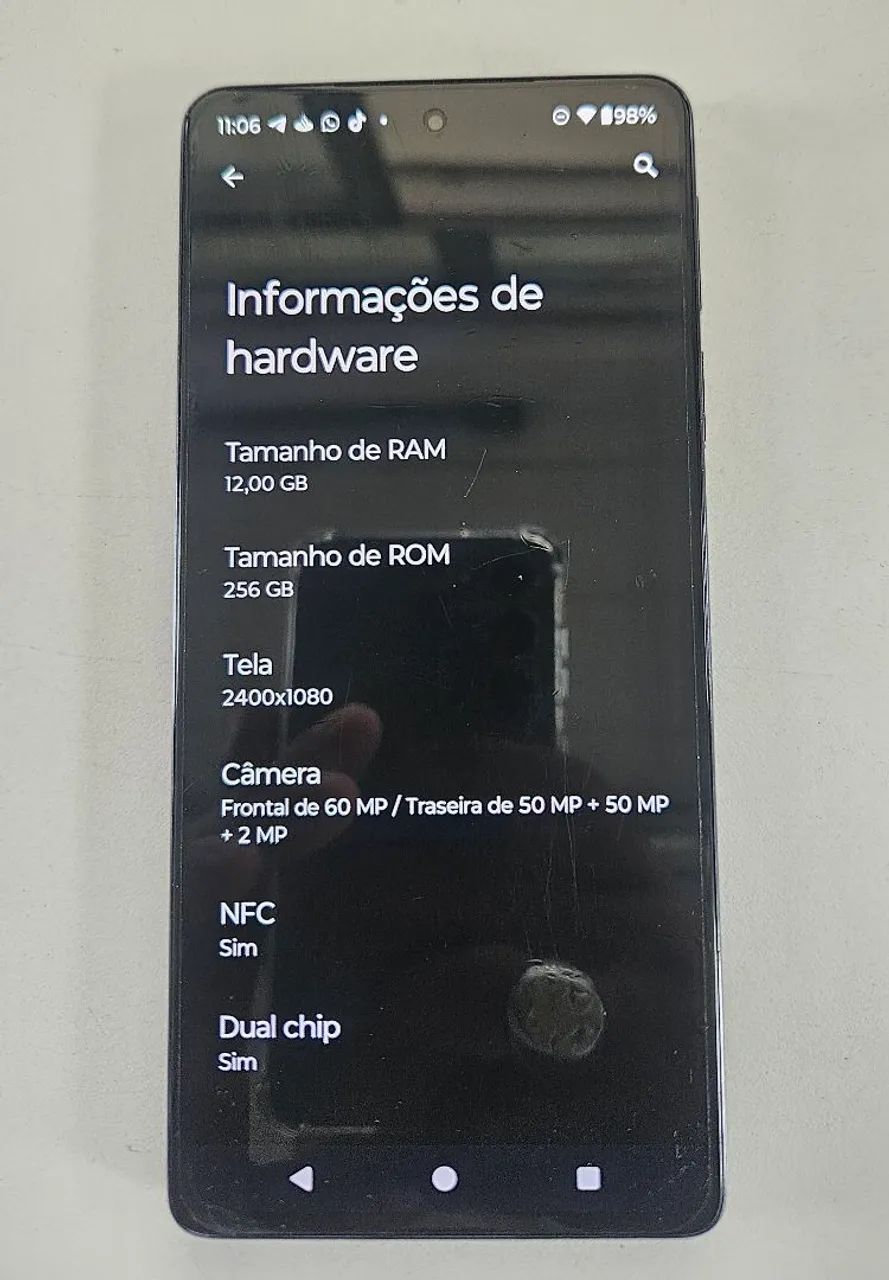 11:06 98%
Informações de
hardware
Tamanho de RAM
12,00 GB
Tamanho de ROM
256 GB
Tela
2400x1080
Câmera
Frontal de 60 MP / Traseira de 50 MP + 50 MP
+ 2 MP
NFC
Sim
Dual chip
Sim